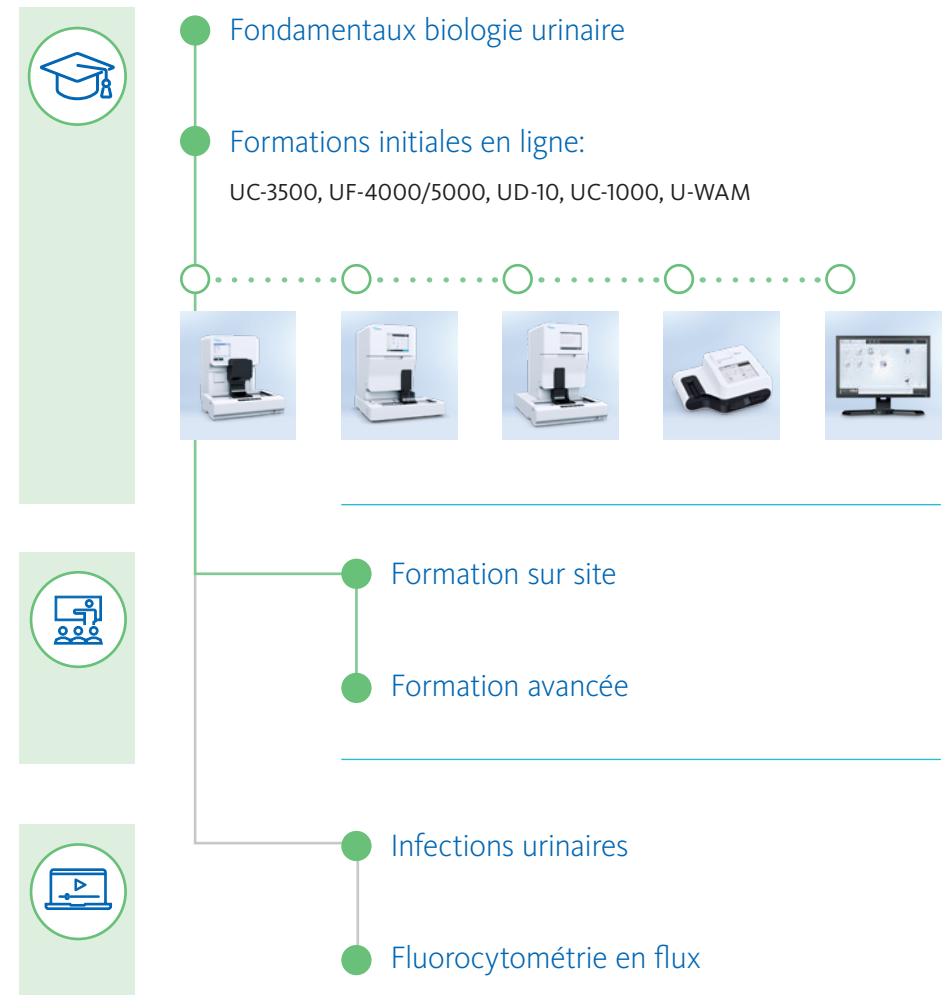 Fondamentaux biologie urinaire
Formations initiales en ligne:
UC-3500, UF-4000/5000, UD-10, UC-1000, U-WAM
Formation sur site
Formation avancée
Infections urinaires
Fluorocytométrie en flux